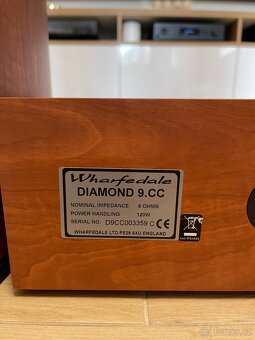 Wharfedale
DIAMOND 9.CC
NOMINAL IMPEDANCE 6 OHMS
POWER HANDLING 120W
SERIAL NO. D9CC003359 C CE
WHARFEDALE LTD.PE29 6XU ENGLAND